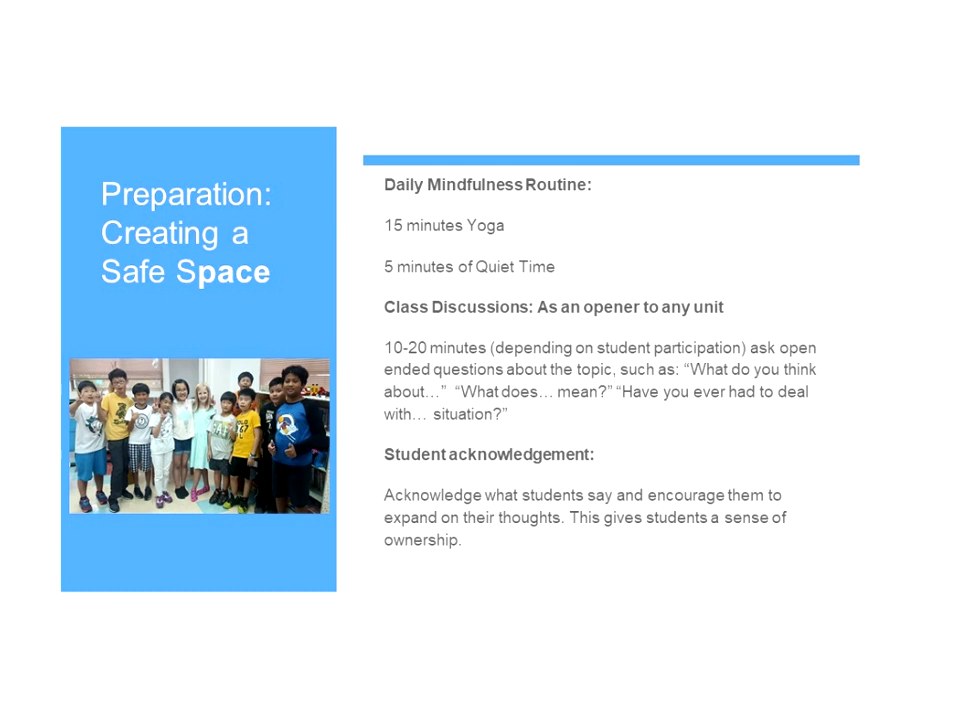 Preparation:
Creating a
Safe Space
Daily Mindfulness Routine:
15 minutes Yoga
5 minutes of Quiet Time
Class Discussions: As an opener to any unit
10-20 minutes (depending on student participation) ask open
ended questions about the topic, such as: “What do you think
about…”  “What does… mean?” “Have you ever had to deal
with… situation?”
Student acknowledgement:
Acknowledge what students say and encourage them to
expand on their thoughts. This gives students a sense of
ownership.